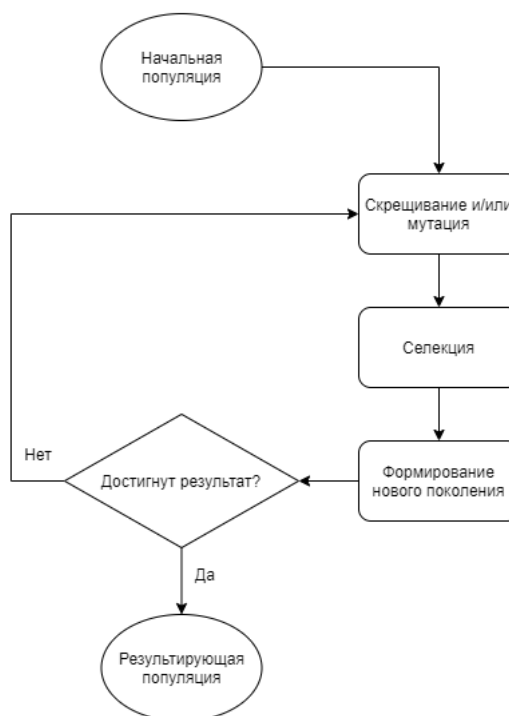 Начальная
популяция
Скрещивание и/или
мутация
Селекция
Формирование
нового поколения
Достигнут результат?
Нет
Да
Результирующая
популяция